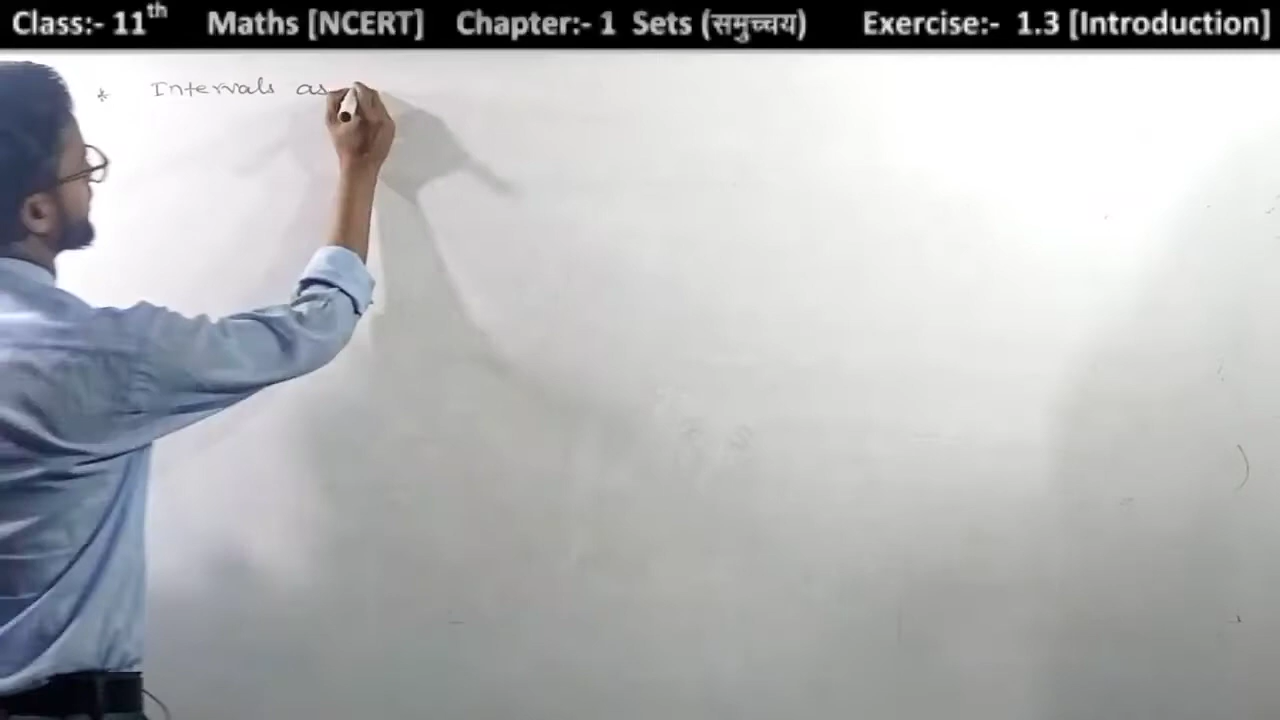 Class:- 11th Maths [NCERT] Chapter:- 1 Sets (समुच्चय) Exercise:- 1.3 [Introduction]
* Intervals as